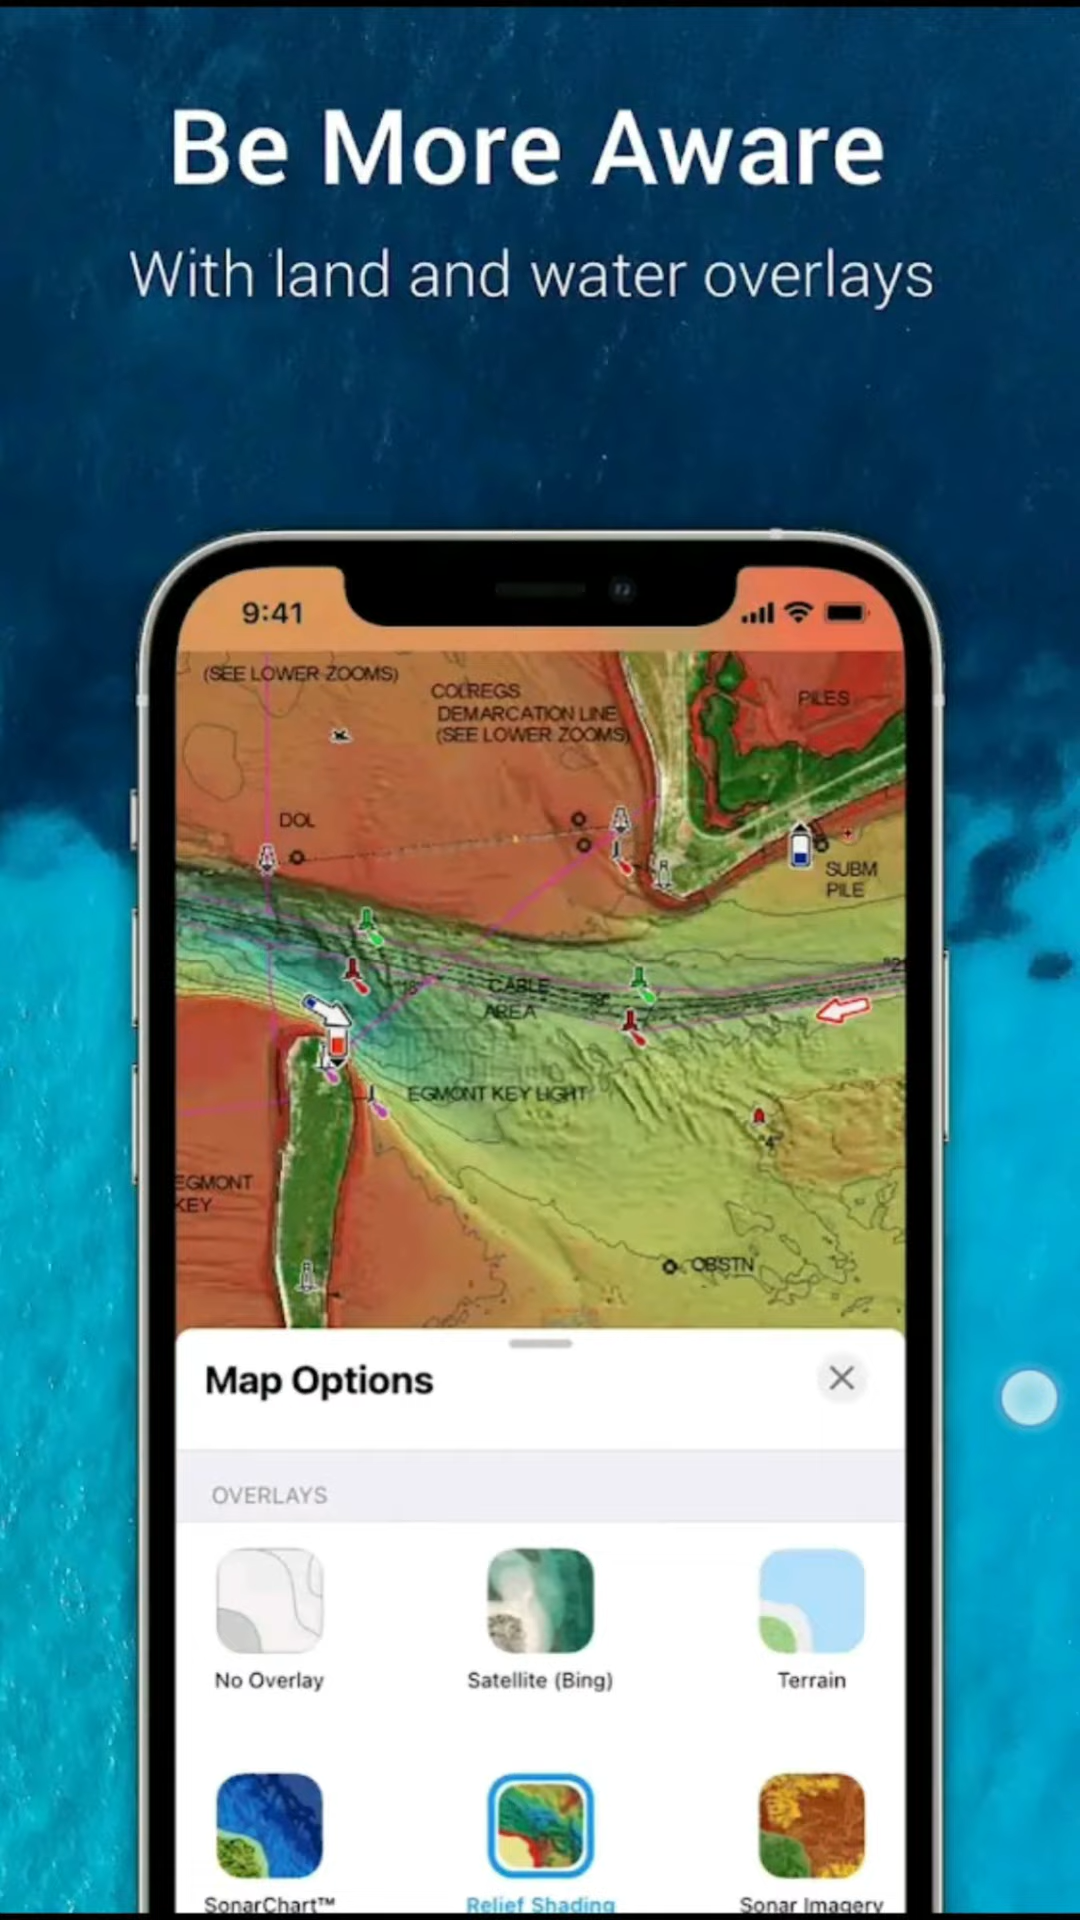 Be More Aware
With land and water overlays
9:41
(SEE LOWER ZOOMS)
COLREGS
DEMARCATION LINE
(SEE LOWER ZOOMS)
PILES
DOL
SUBM
PILE
CABLE
AREA
EGMONT KEY LIGHT
"4"
EGMONT
KEY
OBSTN
Map Options
OVERLAYS
No Overlay
Satellite (Bing)
Terrain
SonarChart™
Relief Shading
Sonar Imagery